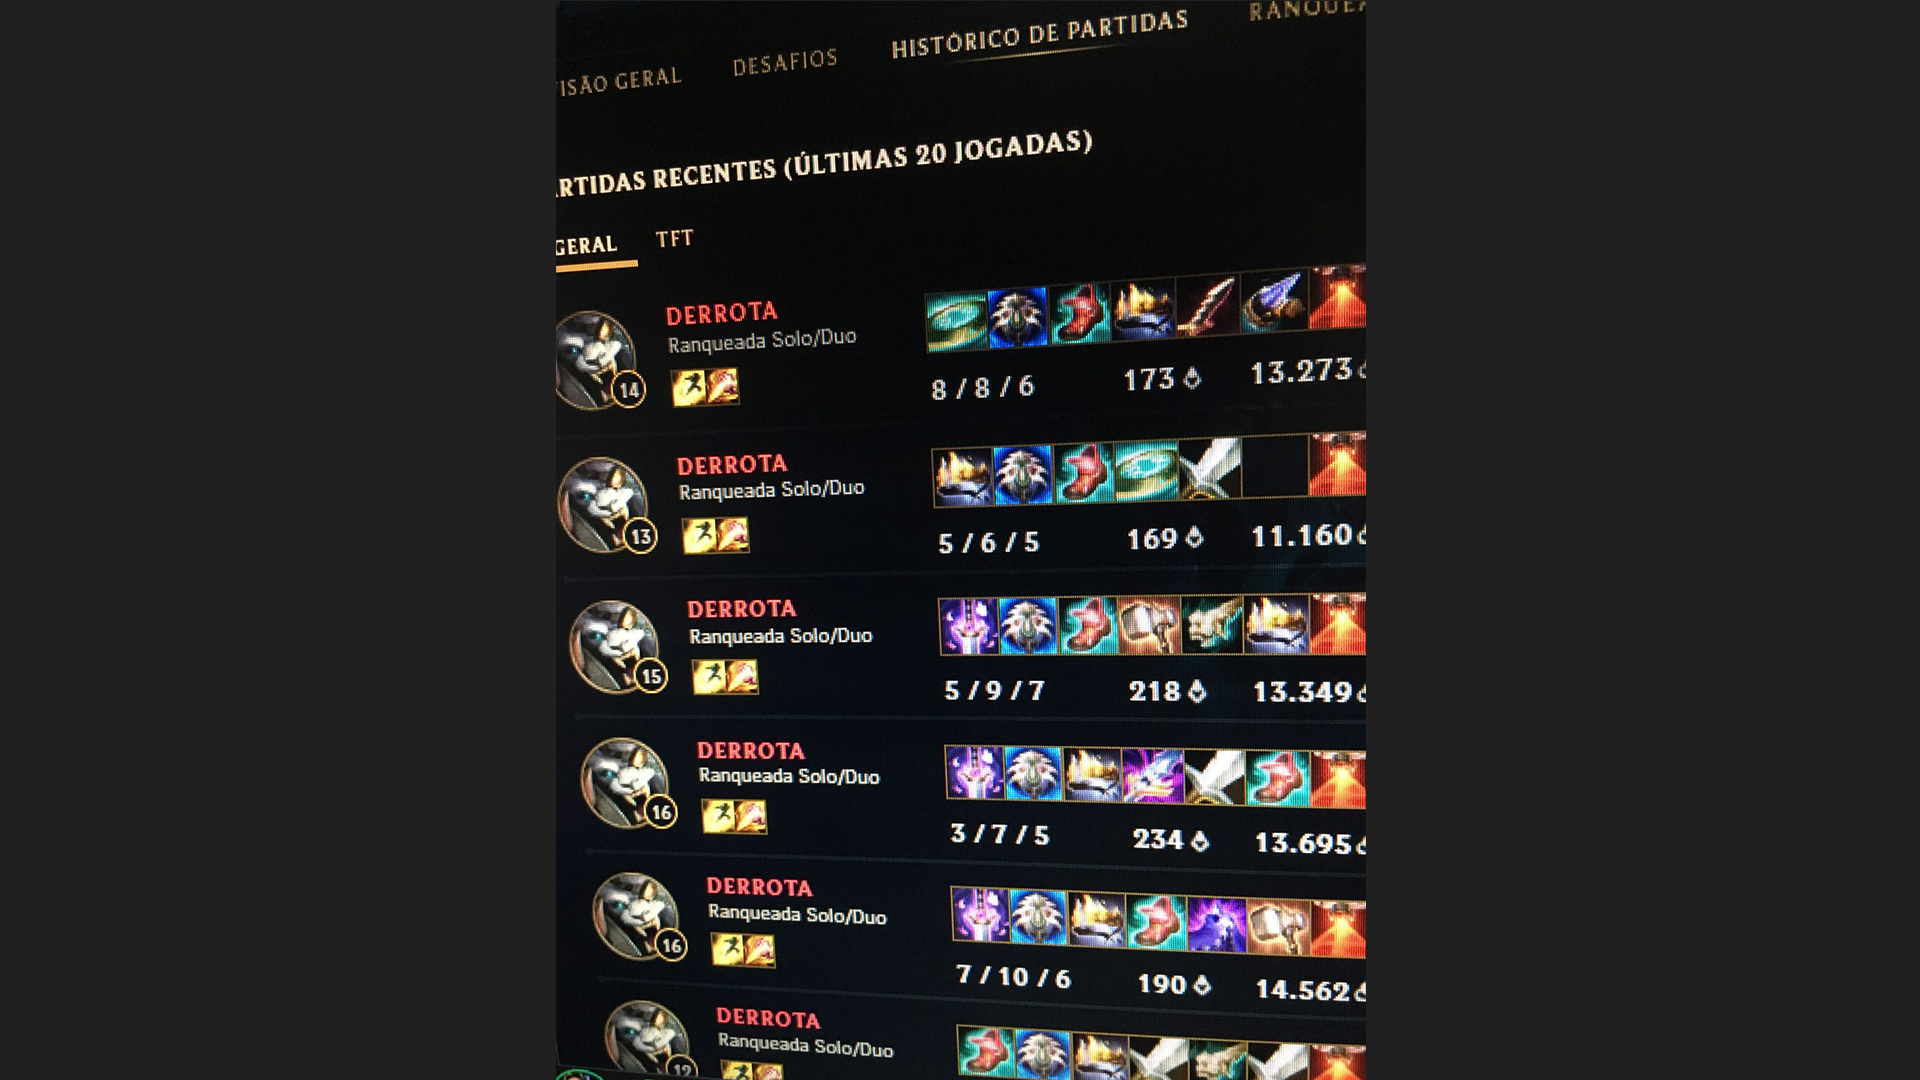 ISÃO GERAL DESAFIOS HISTÓRICO DE PARTIDAS RANQUEA
RTIDAS RECENTES (ÚLTIMAS 20 JOGADAS)
GERAL TFT
DERROTA
Ranqueada Solo/Duo
14
8 / 8 / 6 173 13.273
DERROTA
Ranqueada Solo/Duo
13
5 / 6 / 5 169 11.160
DERROTA
Ranqueada Solo/Duo
15
5 / 9 / 7 218 13.349
DERROTA
Ranqueada Solo/Duo
16
3 / 7 / 5 234 13.695
DERROTA
Ranqueada Solo/Duo
16
7 / 10 / 6 190 14.562
DERROTA
Ranqueada Solo/Duo